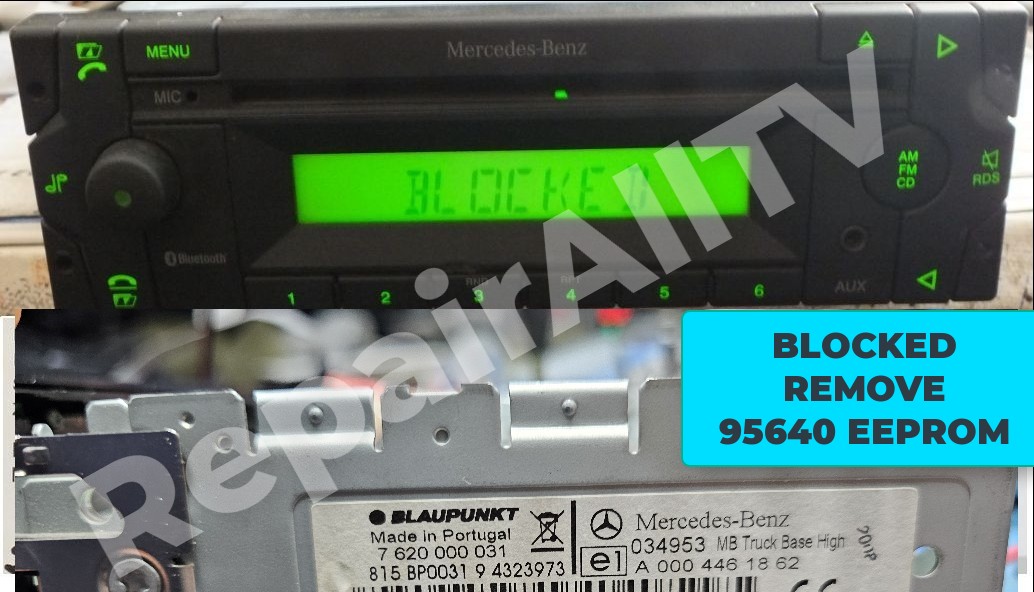 MENU
Mercedes-Benz
MIC
BLOCKED
AM
FM
CD
RDS
Bluetooth
AUX
RND
RPT
1 2 3 4 5 6
RepairAllTv
BLOCKED
REMOVE
95640 EEPROM
BLAUPUNKT
Made in Portugal
7 620 000 031
815 BP0031 9 4323973
Mercedes-Benz
e1 034953 MB Truck Base High
A 000 446 18 62